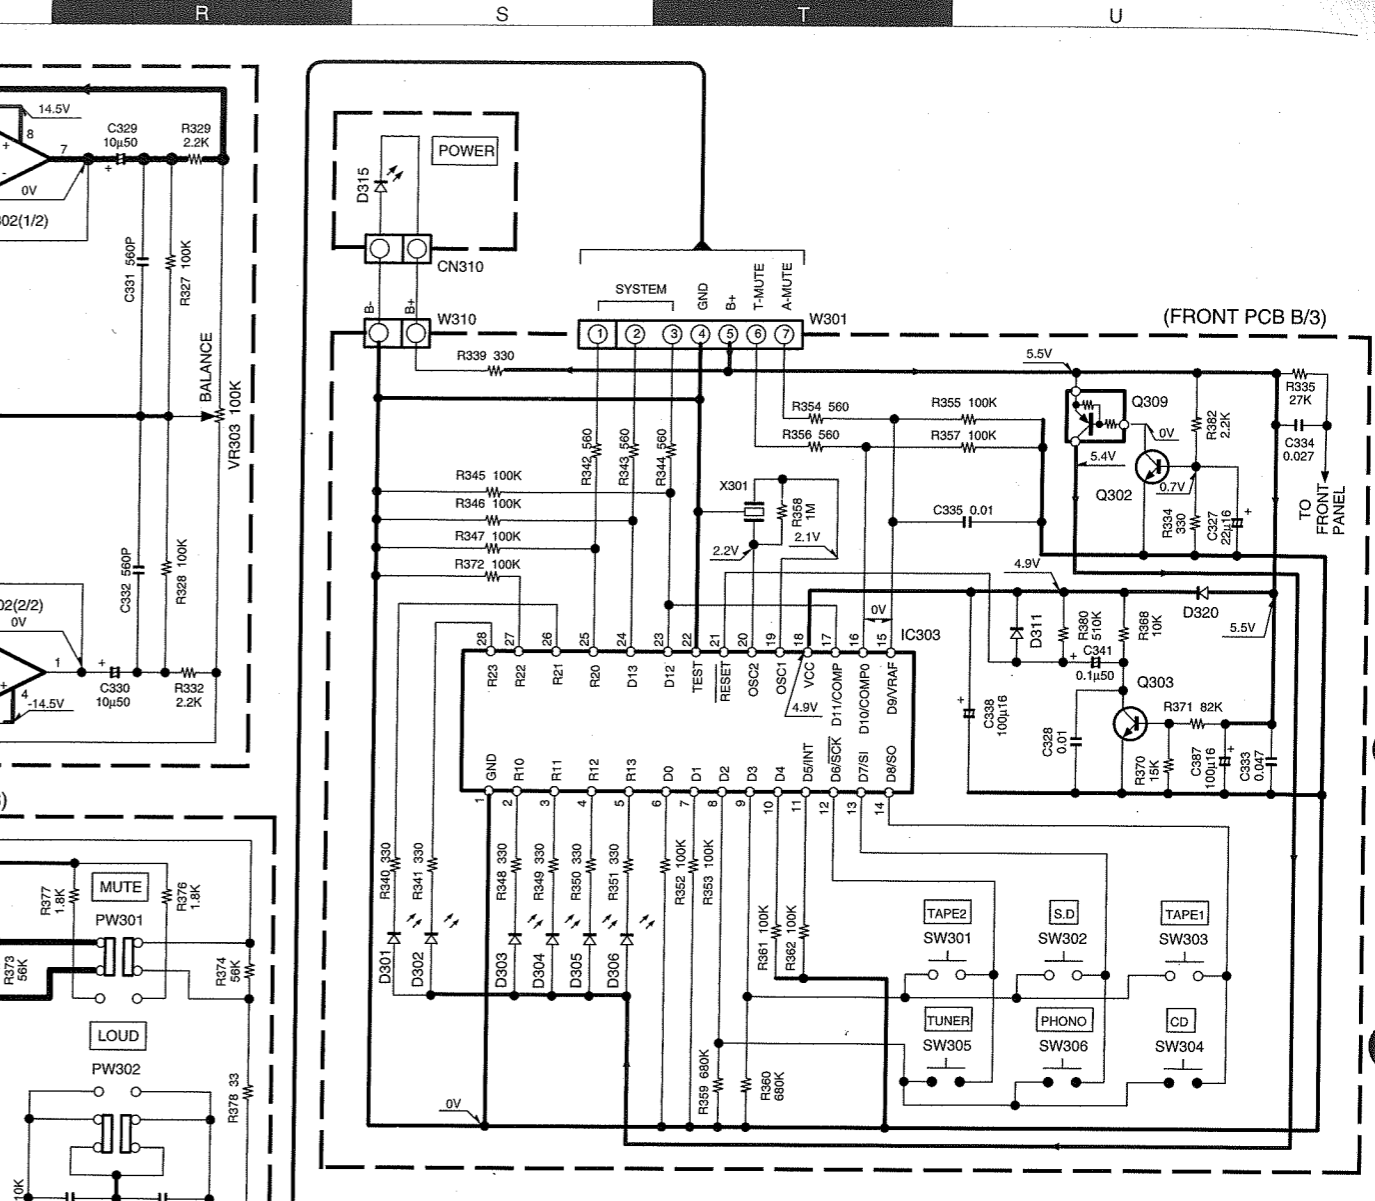 R S T U
14.5V
8
+
7
-
0V
02(1/2)
C329
10μ50
+
R329
2.2K
C331 560P
R327 100K
BALANCE
VR303 100K
C332 560P
R328 100K
02(2/2)
0V
1
+
4
-14.5V
+
C330
10μ50
R332
2.2K
POWER
D315
CN310
B-
B+
W310
SYSTEM
GND
B+
T-MUTE
A-MUTE
1 2 3 4 5 6 7
W301
(FRONT PCB B/3)
R339 330
5.5V
R335
27K
C334
0.027
TO
FRONT
PANEL
Q309
0V
5.4V
R382
2.2K
Q302
0.7V
R334
330
C327
22μ16
+
R354 560
R355 100K
R356 560
R357 100K
R342 560
R343 560
R344 560
R345 100K
R346 100K
R347 100K
R372 100K
X301
R358
1M
2.2V
2.1V
C335 0.01
4.9V
D311
R380
510K
R368
10K
D320
5.5V
+
C341
0.1μ50
Q303
R371 82K
+
C338
100μ16
C328
0.01
R370
15K
C387
100μ16
+
C333
0.047
0V
IC303
28 27 26 25 24 23 22 21 20 19 18 17 16 15
R23 R22 R21 R20 D13 D12 TEST RESET OSC2 OSC1 VCC D11/COMP D10/COMP0 D9/VRAF
4.9V
GND R10 R11 R12 R13 D0 D1 D2 D3 D4 D5/INT D6/SCK D7/SI D8/SO
1 2 3 4 5 6 7 8 9 10 11 12 13 14
R340 330
R341 330
R348 330
R349 330
R350 330
R351 330
R352 100K
R353 100K
R361 100K
R362 100K
D301
D302
D303
D304
D305
D306
R359 680K
R360
680K
0V
TAPE2
SW301
S.D
SW302
TAPE1
SW303
TUNER
SW305
PHONO
SW306
CD
SW304
)
R377
1.8K
MUTE
R376
1.8K
PW301
R373
56K
R374
56K
LOUD
PW302
R378 33
10K